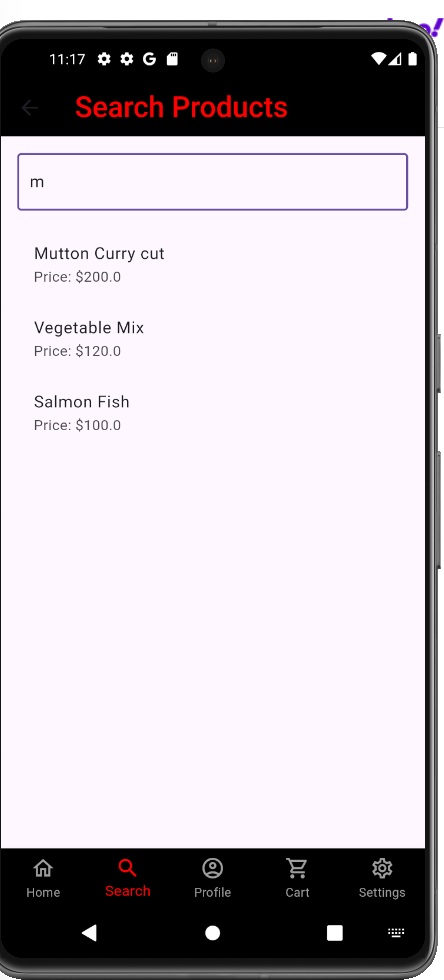 11:17
Search Products
m
Mutton Curry cut
Price: $200.0
Vegetable Mix
Price: $120.0
Salmon Fish
Price: $100.0
Home
Search
Profile
Cart
Settings